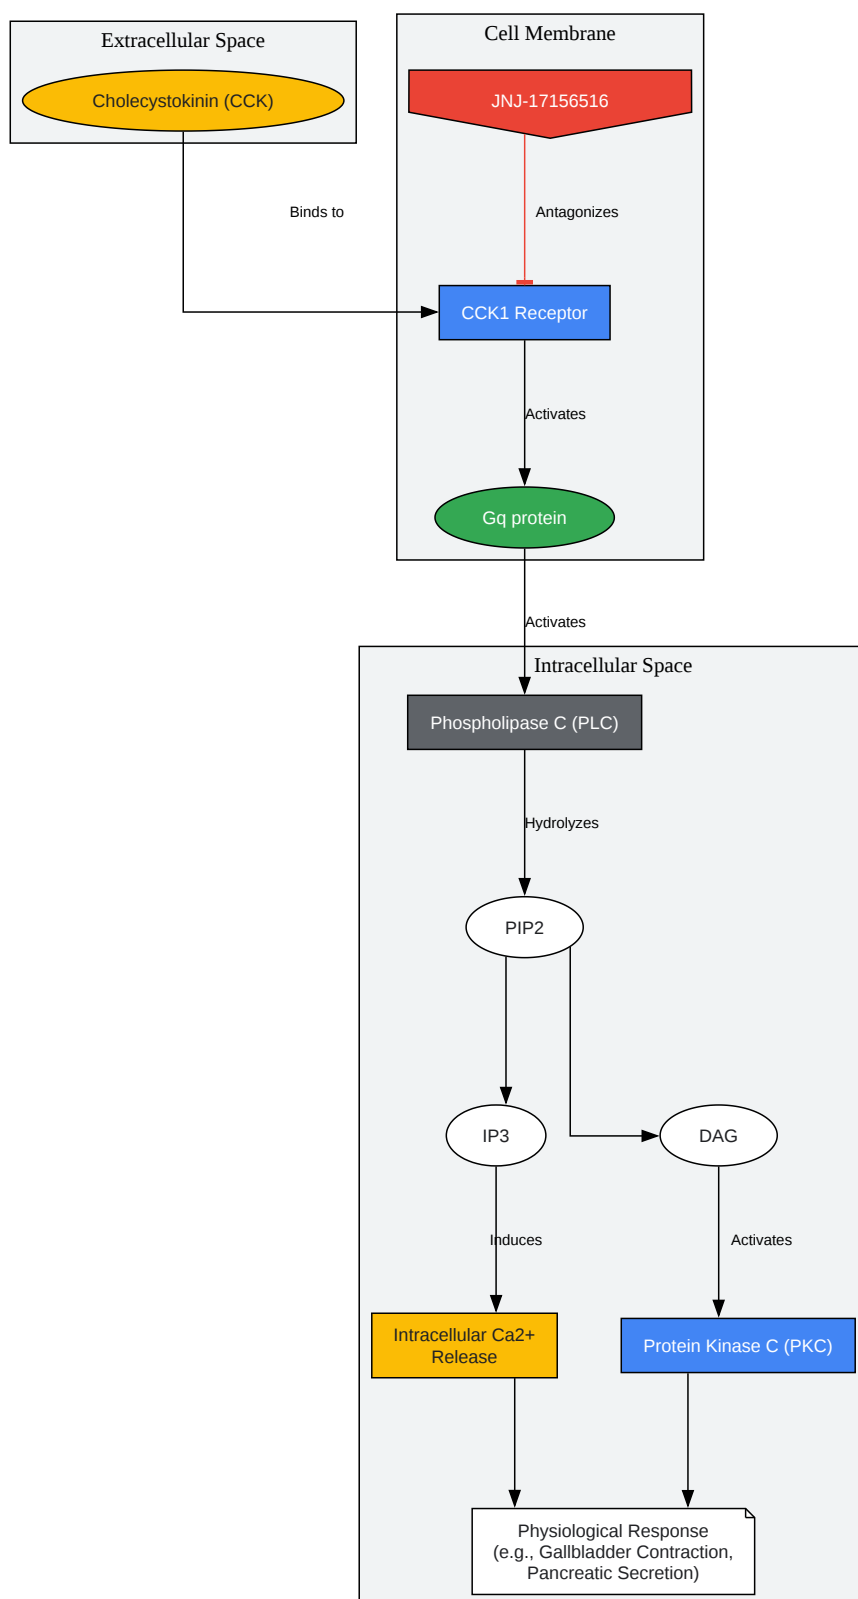 Extracellular Space
Cell Membrane
Cholecystokinin (CCK)
JNJ-17156516
Binds to
Antagonizes
CCK1 Receptor
Activates
Gq protein
Activates
Intracellular Space
Phospholipase C (PLC)
Hydrolyzes
PIP2
IP3
DAG
Induces
Activates
Intracellular Ca2+
Release
Protein Kinase C (PKC)
Physiological Response
(e.g., Gallbladder Contraction,
Pancreatic Secretion)